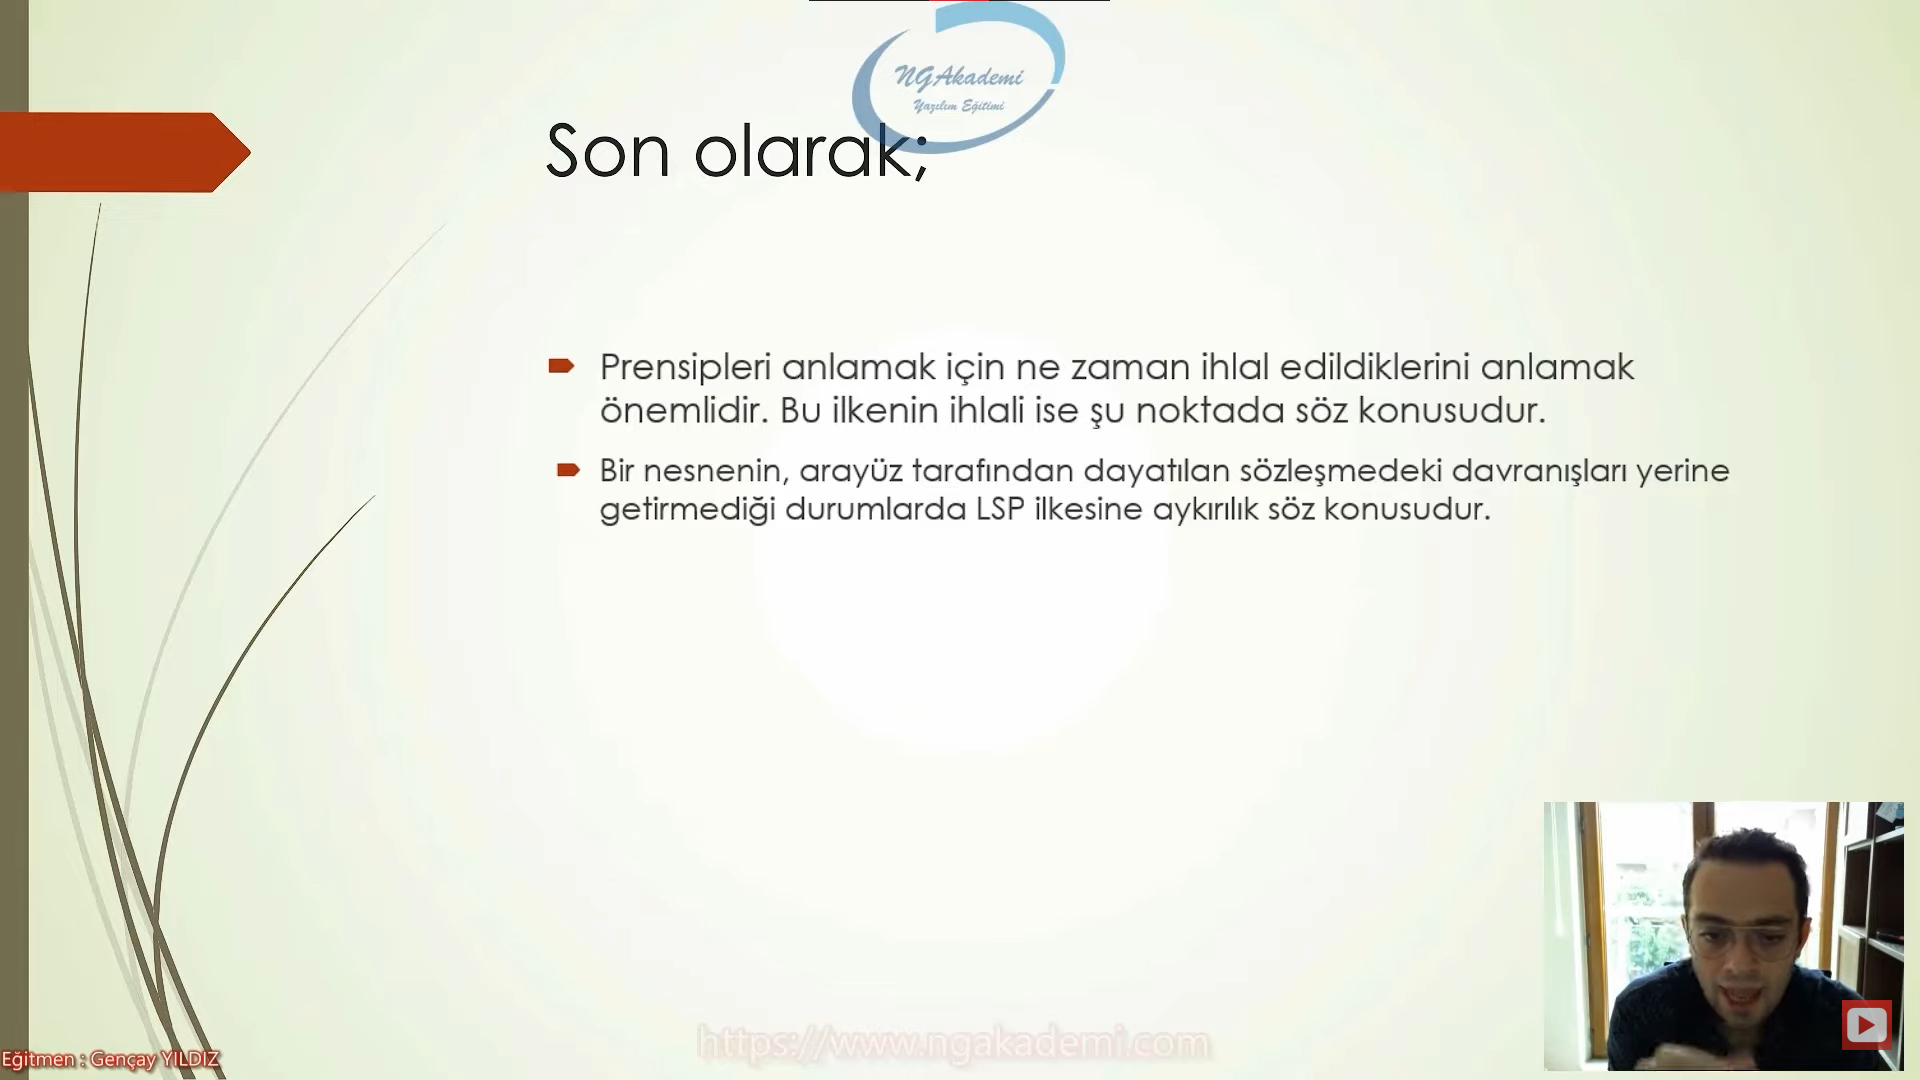 NGAkademi
Yazılım Eğitimi
Son olarak;
Prensipleri anlamak için ne zaman ihlal edildiklerini anlamak
önemlidir. Bu ilkenin ihlali ise şu noktada söz konusudur.
Bir nesnenin, arayüz tarafından dayatılan sözleşmedeki davranışları yerine
getirmediği durumlarda LSP ilkesine aykırılık söz konusudur.
https://www.ngakademi.com
Eğitmen : Gençay YILDIZ